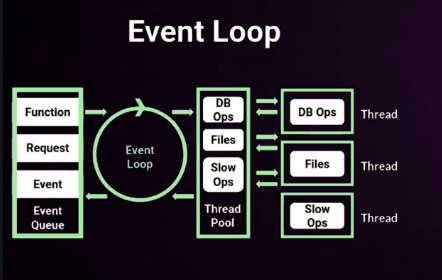 Event Loop
Function
Request
Event
Event
Queue
Event
Loop
DB
Ops
Files
Slow
Ops
Thread
Pool
DB Ops
Thread
Files
Thread
Slow
Ops
Thread